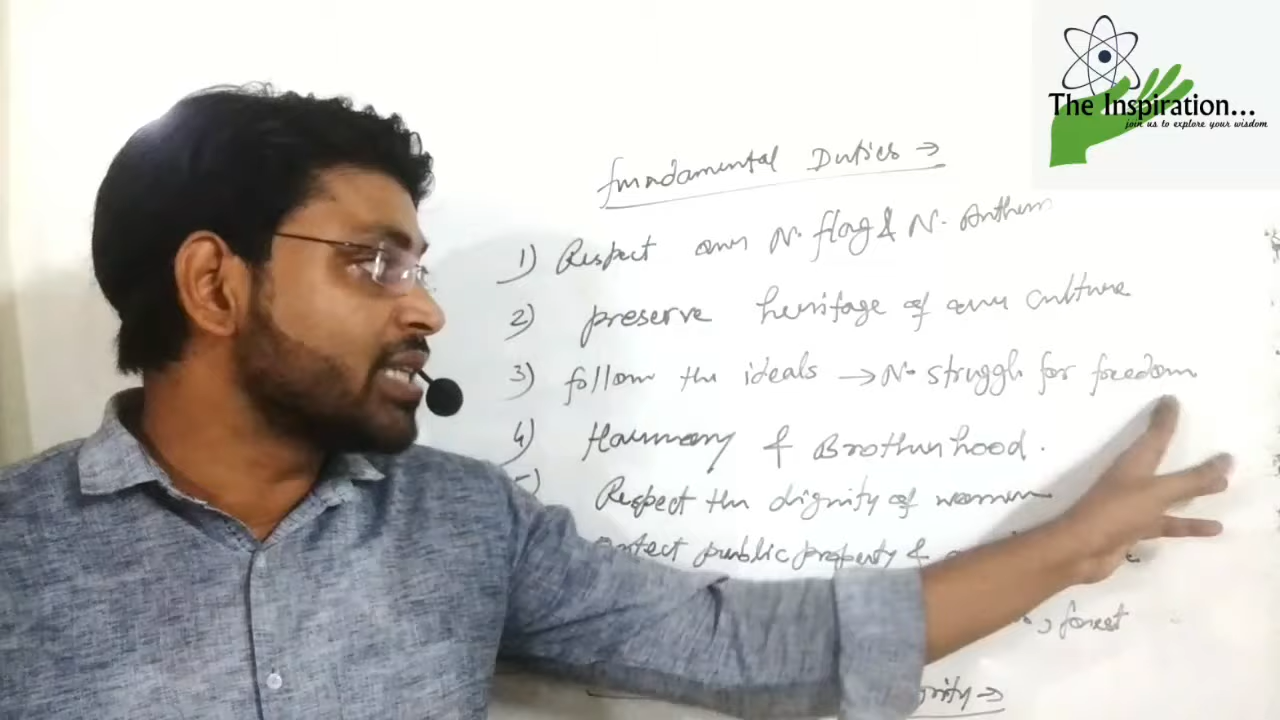 The Inspiration...
join us to explore your wisdom
Fundamental Duties →
1) Respect our N. flag & N. Anthem
2) preserve heritage of our culture
3) follow the ideals → N. struggle for freedom
4) Harmony & Brotherhood.
5) Respect the dignity of women
public property &
, forest